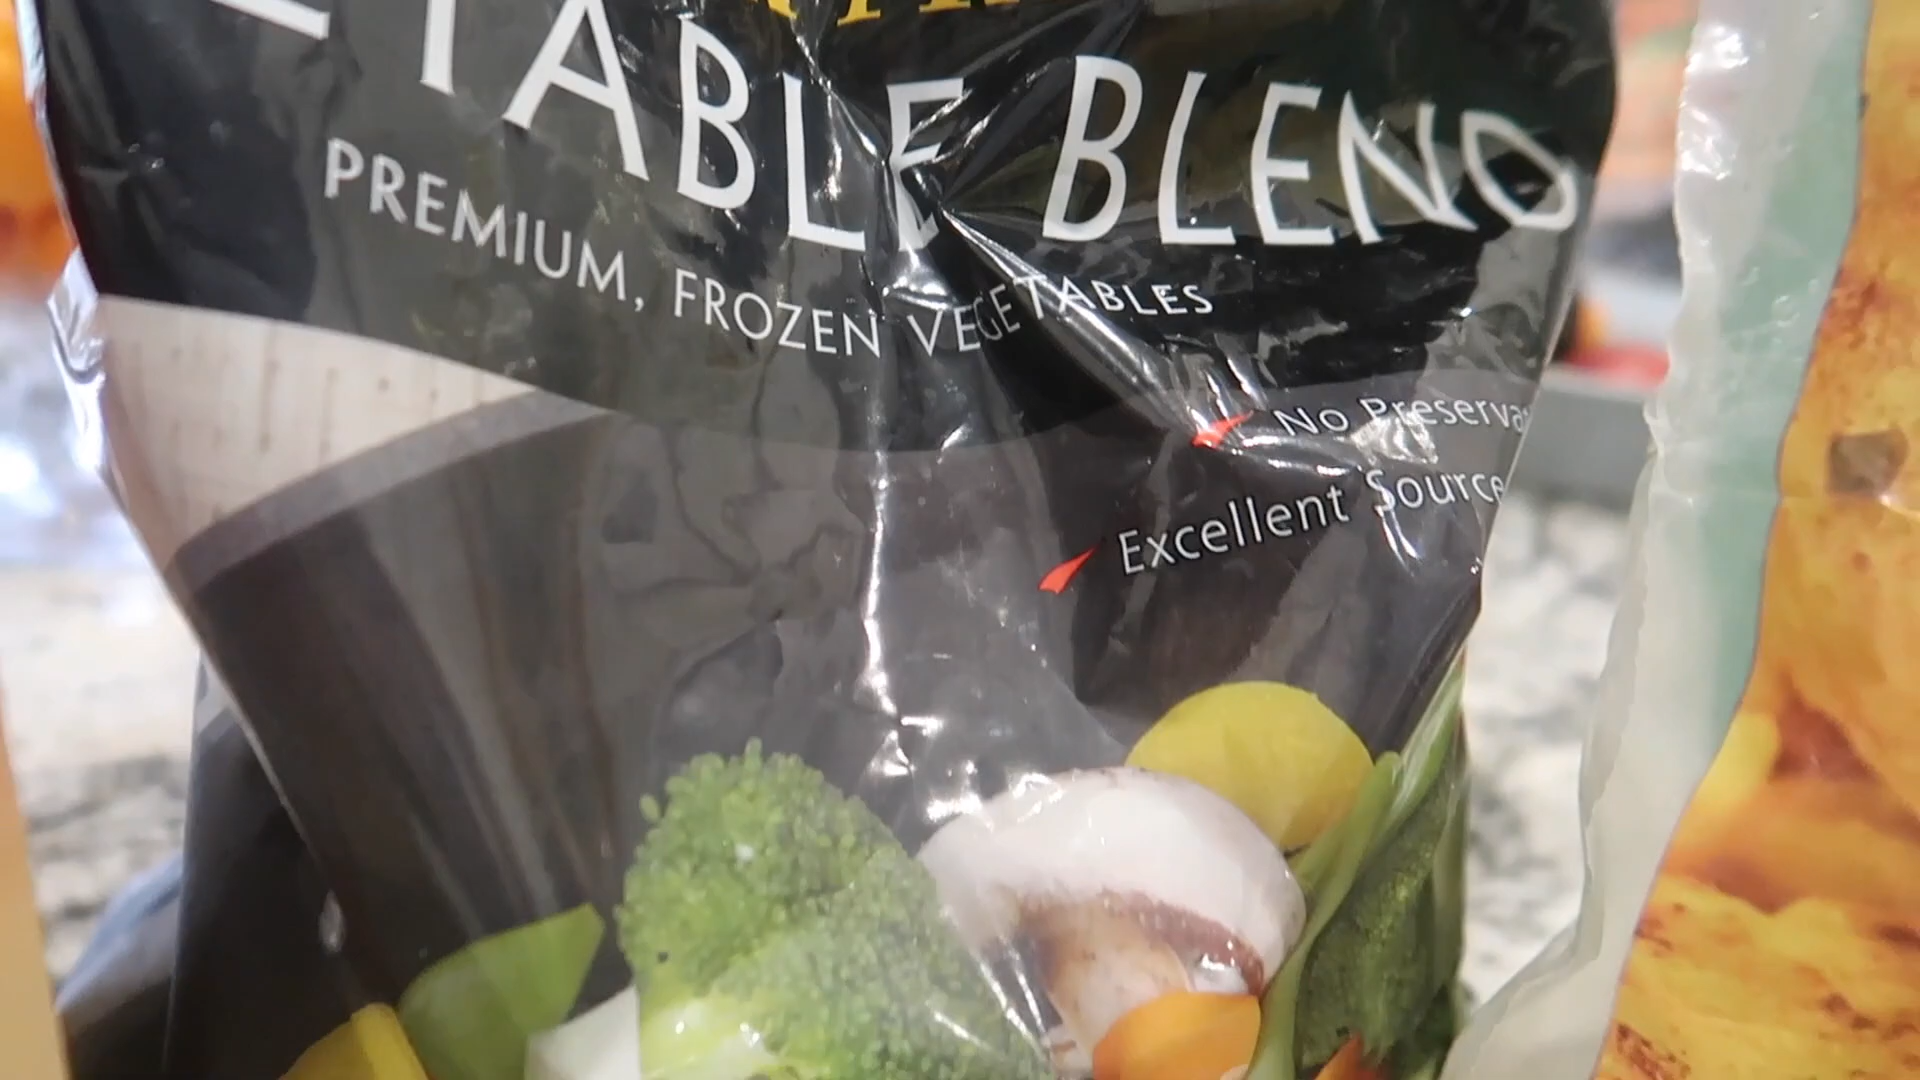 ETABLE BLEND
PREMIUM, FROZEN VEGETABLES
No Preserva
Excellent Source